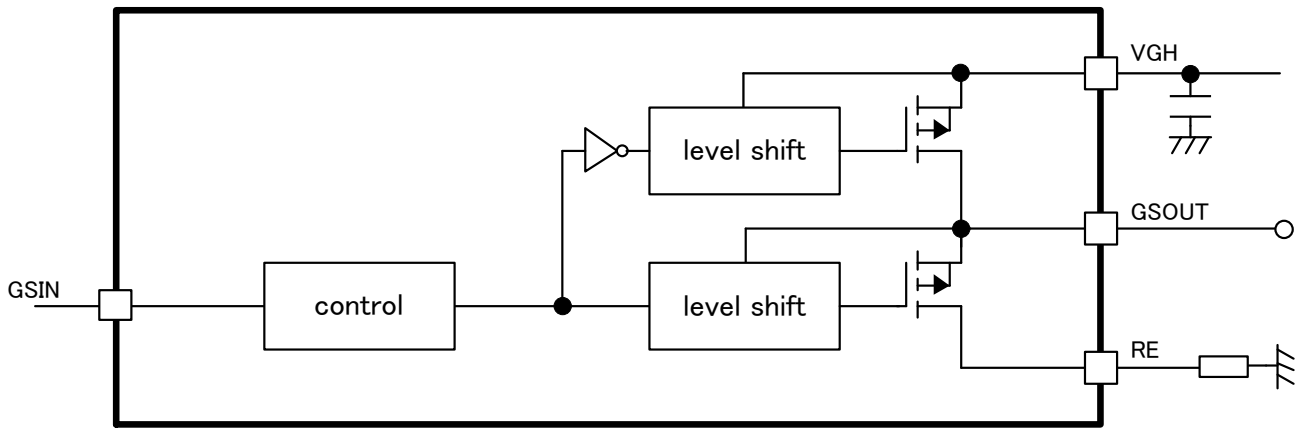 VGH
level shift
GSOUT
GSIN
control
level shift
RE